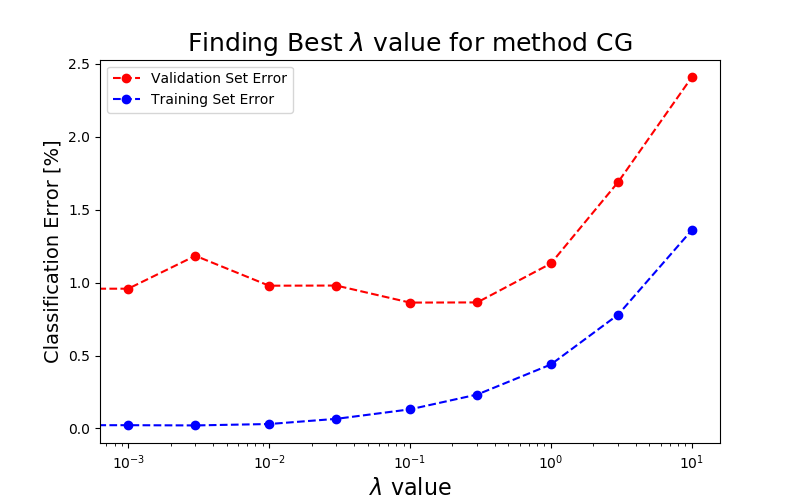 Finding Best λ value for method CG
Validation Set Error
Training Set Error
Classification Error [%]
2.5
2.0
1.5
1.0
0.5
0.0
10⁻³ 10⁻² 10⁻¹ 10⁰ 10¹
λ value